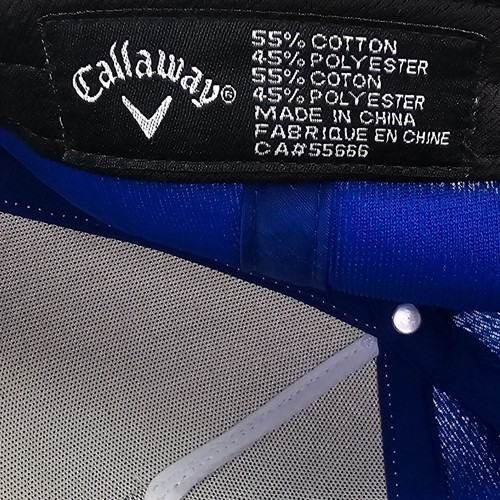 Callaway®
55% COTTON
45% POLYESTER
55% COTON
45% POLYESTER
MADE IN CHINA
FABRIQUE EN CHINE
CA#55666